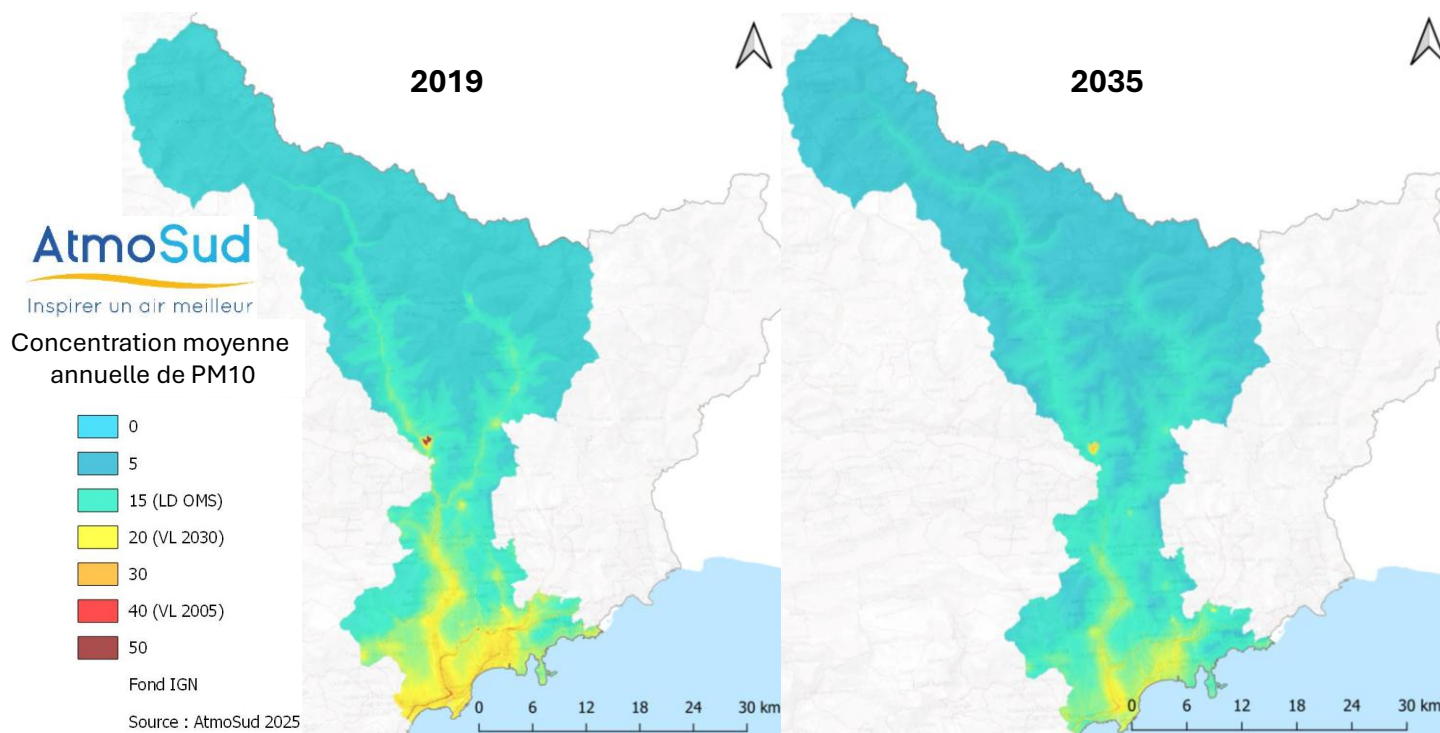 2019
2035
AtmoSud
Inspirer un air meilleur
Concentration moyenne
annuelle de PM10
0
5
15 (LD OMS)
20 (VL 2030)
30
40 (VL 2005)
50
Fond IGN
Source : AtmoSud 2025
0 6 12 18 24 30 km
0 6 12 18 24 30 km